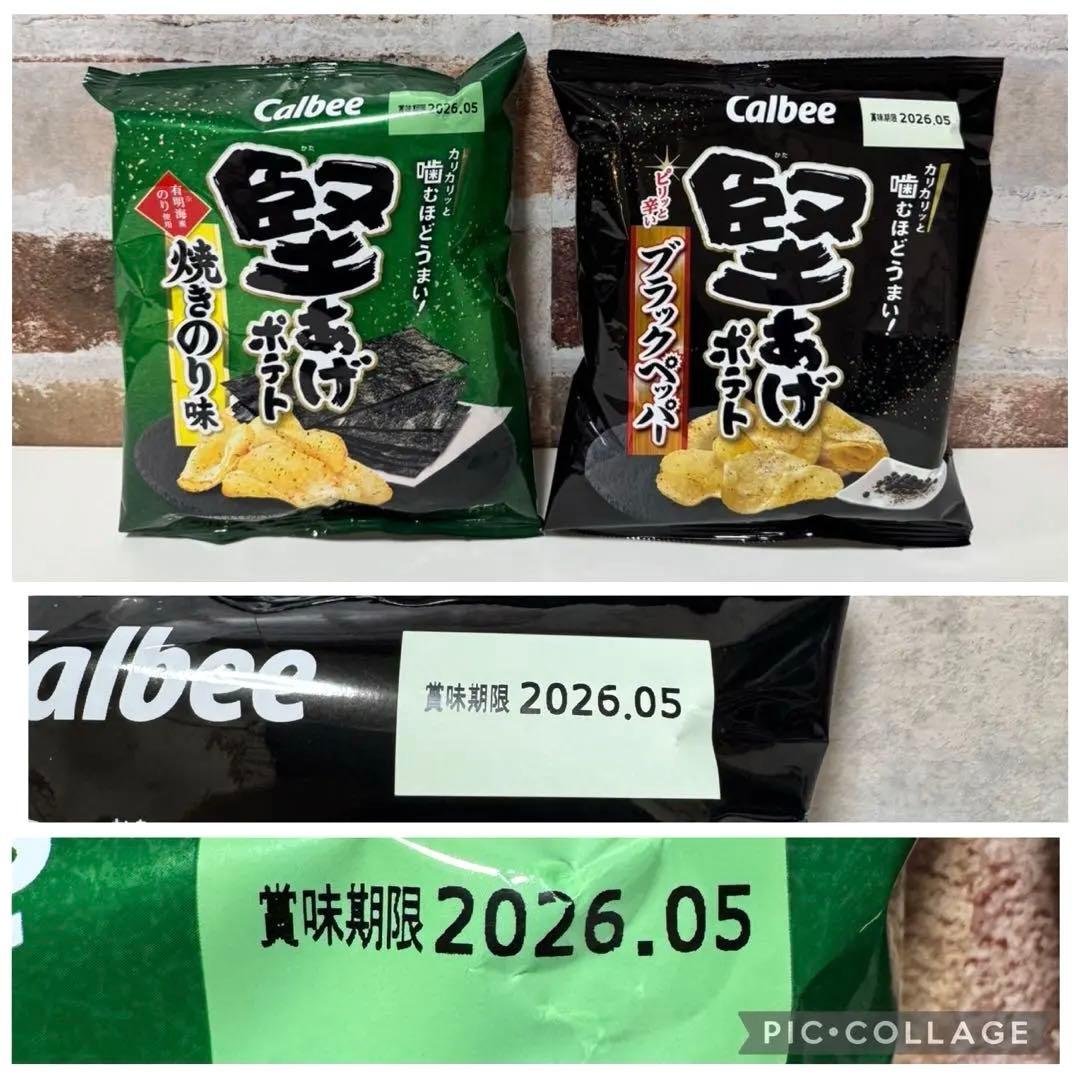 Calbee
賞味期限 2026.05
カリカリッと
噛むほどうまい!
かた
堅あげ
ポテト
※
有明海産
のり使用
焼きのり味
Calbee
賞味期限 2026.05
カリカリッと
噛むほどうまい!
かた
堅あげ
ポテト
ピリッと
辛い
ブラックペッパー
Calbee
賞味期限 2026.05
賞味期限 2026.05
PIC•COLLAGE